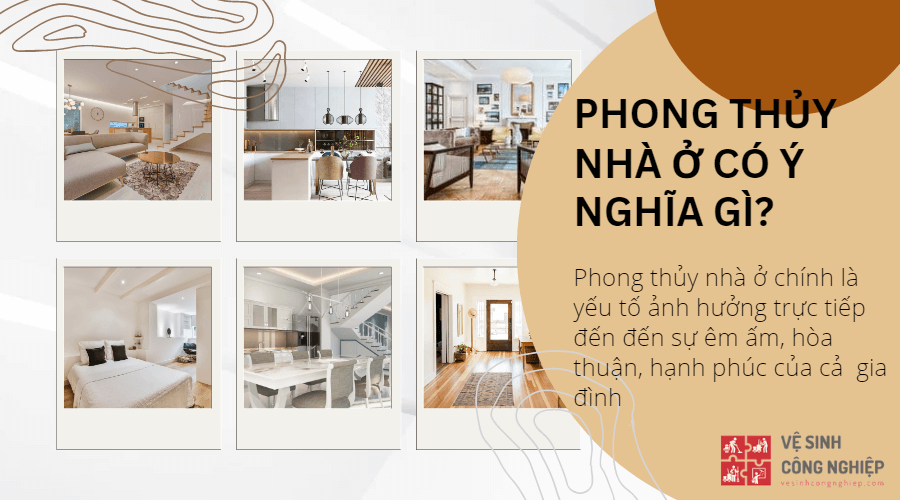 PHONG THỦY
NHÀ Ở CÓ Ý
NGHĨA GÌ?
Phong thủy nhà ở chính là
yếu tố ảnh hưởng trực tiếp
đến đến sự êm ấm, hòa
thuận, hạnh phúc của cả gia
đình
VỆ SINH
CÔNG NGHIỆP
vesinhcongnghiep.com